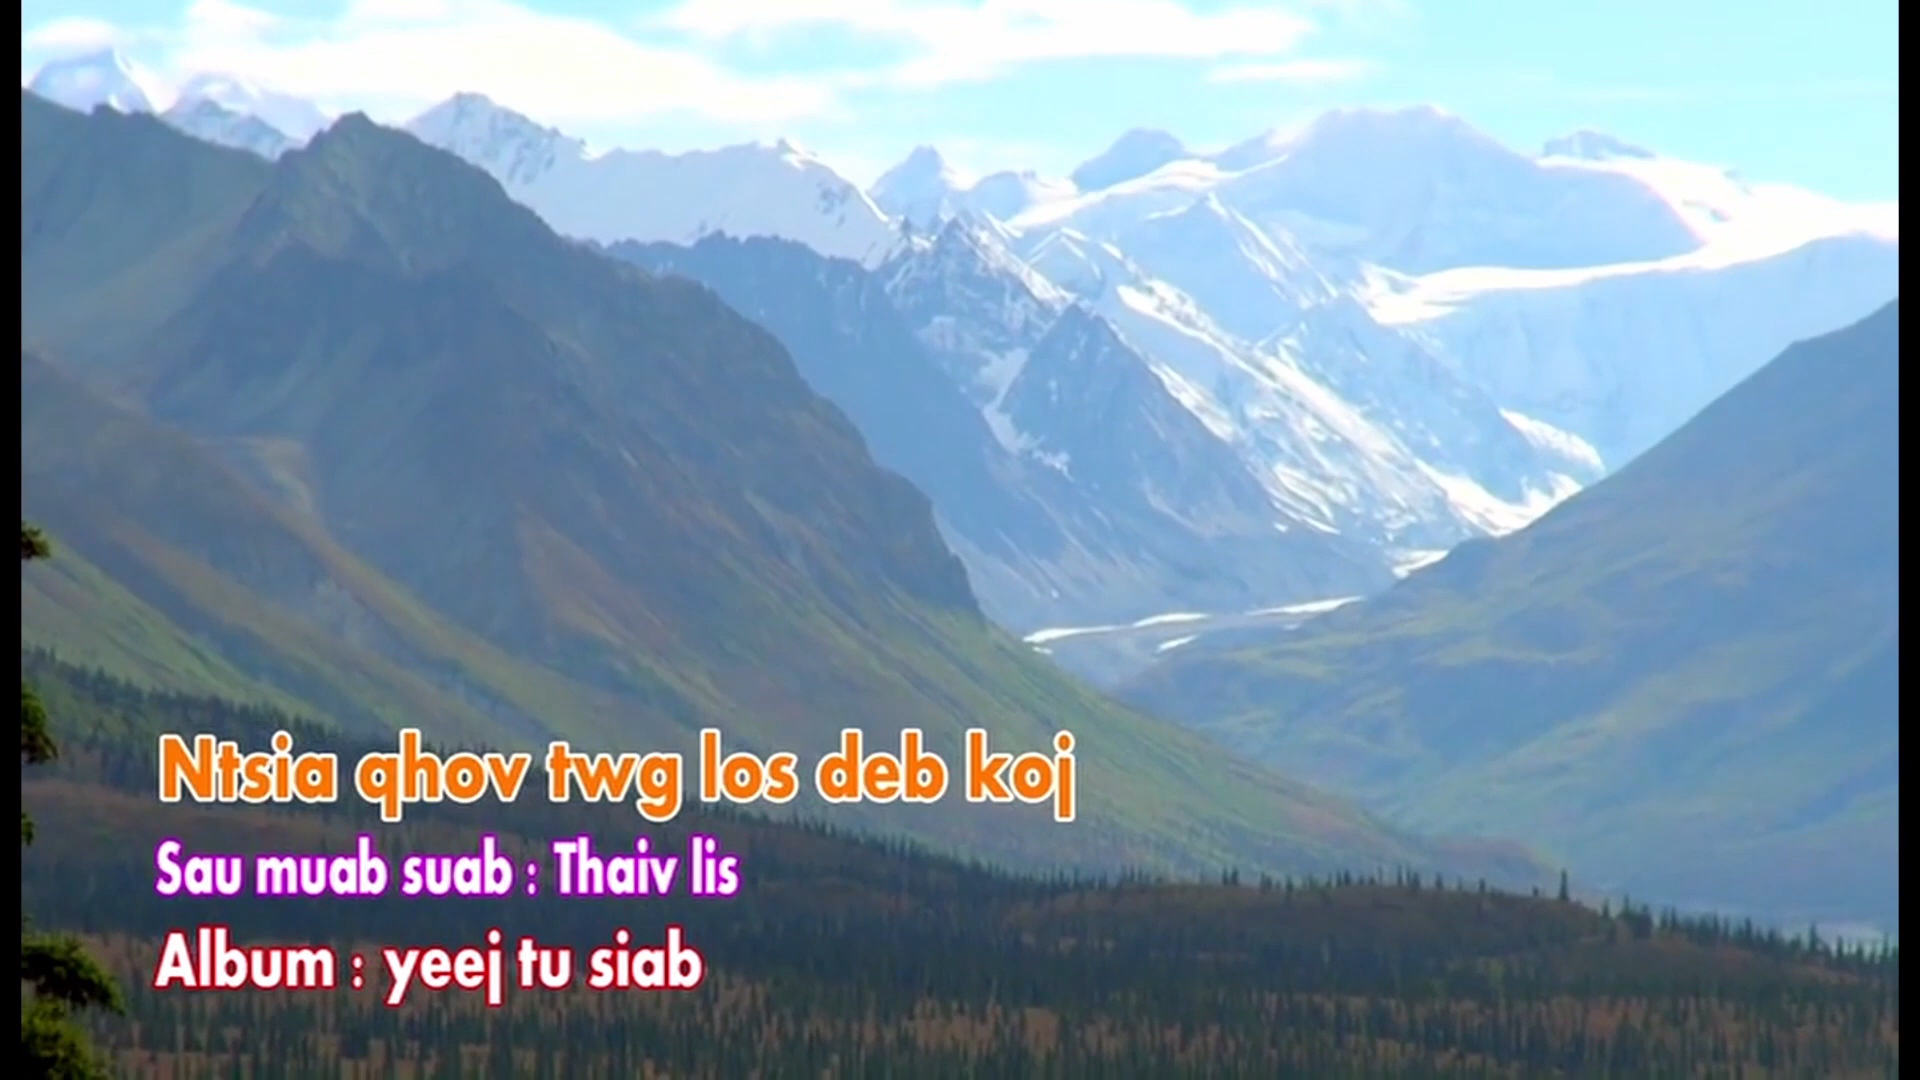 Ntsia qhov twg los deb koj
Sau muab suab : Thaiv lis
Album : yeej tu siab